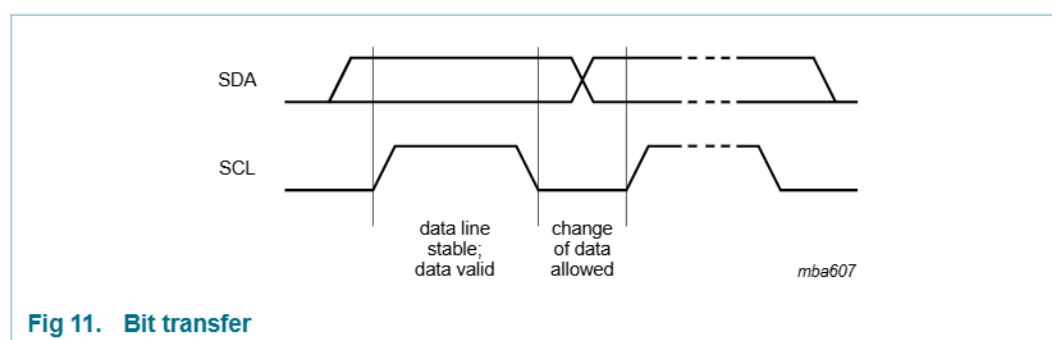 SDA
SCL
data line
stable;
data valid
change
of data
allowed
mba607
Fig 11. Bit transfer